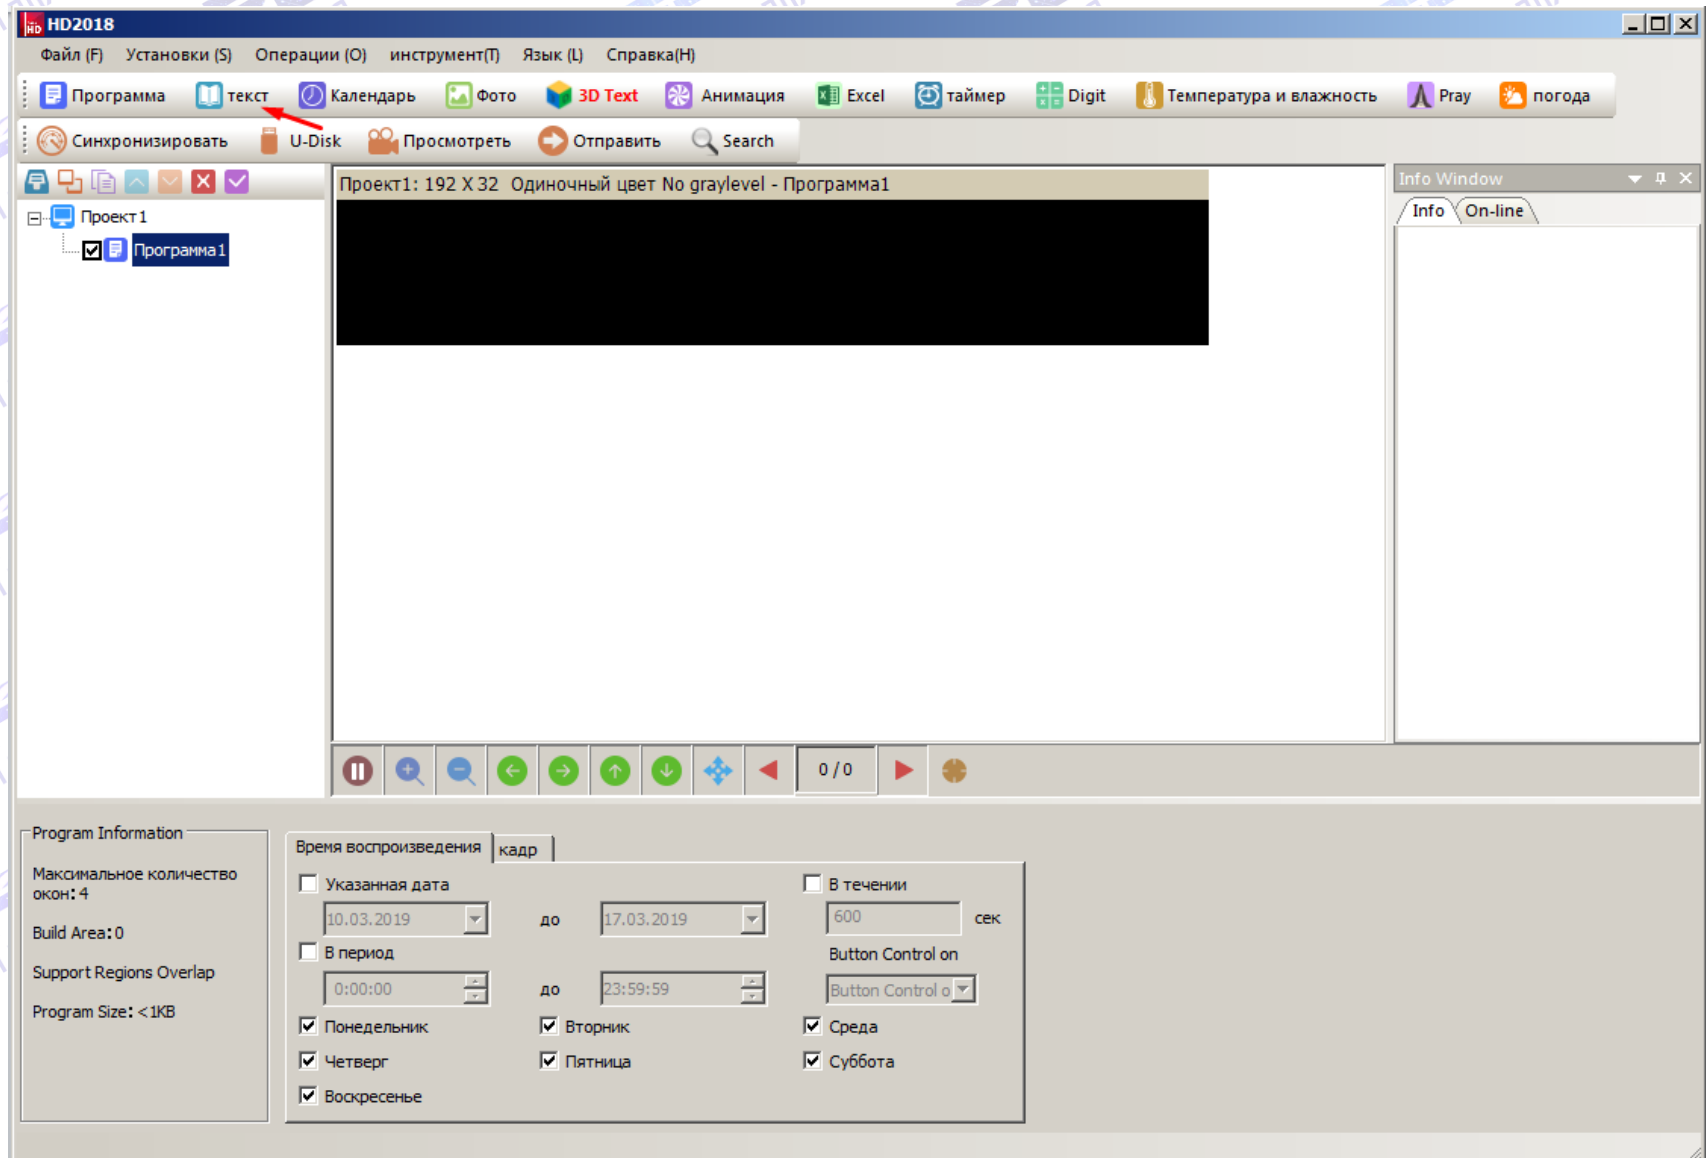 HD2018
Файл (F) Установки (S) Операции (O) инструмент(T) Язык (L) Справка(H)
Программа текст Календарь Фото 3D Text Анимация Excel таймер Digit Температура и влажность Pray погода
Синхронизировать U-Disk Просмотреть Отправить Search
Проект1: 192 X 32 Одиночный цвет No graylevel - Программа1
Info Window
Info On-line
Проект1
Программа1
0 / 0
Program Information
Максимальное количество
окон: 4
Build Area: 0
Support Regions Overlap
Program Size: <1KB
Время воспроизведения кадр
Указанная дата В течении
10.03.2019 до 17.03.2019 600 сек
В период Button Control on
0:00:00 до 23:59:59 Button Control o
Понедельник Вторник Среда
Четверг Пятница Суббота
Воскресенье